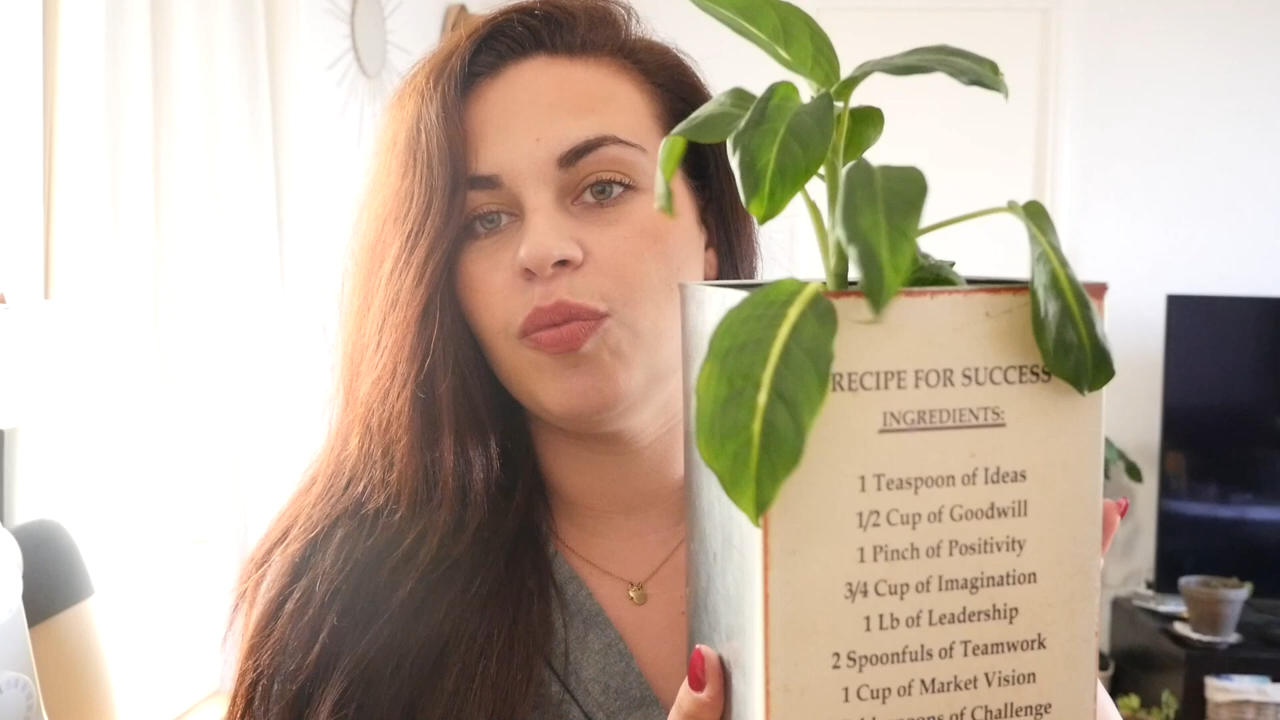 RECIPE FOR SUCCESS
INGREDIENTS:
1 Teaspoon of Ideas
1/2 Cup of Goodwill
1 Pinch of Positivity
3/4 Cup of Imagination
1 Lb of Leadership
2 Spoonfuls of Teamwork
1 Cup of Market Vision
of Challenge